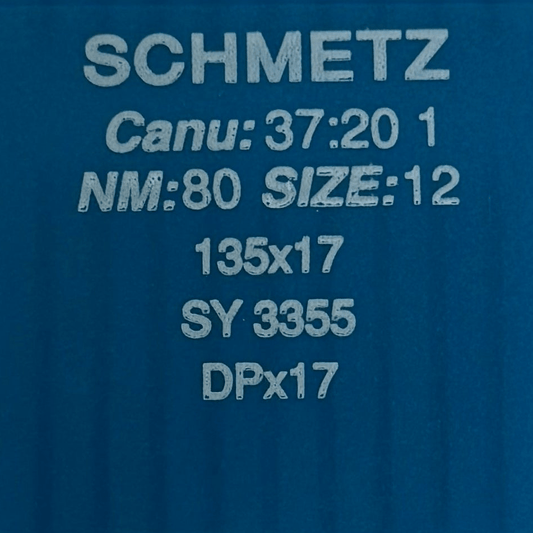 SCHMETZ
Canu: 37:20 1
NM:80 SIZE:12
135x17
SY 3355
DPx17